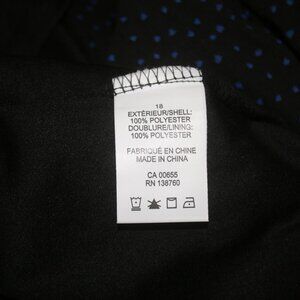 18
EXTÉRIEUR/SHELL:
100% POLYESTER
DOUBLURE/LINING:
100% POLYESTER
FABRIQUÉ EN CHINE
MADE IN CHINA
CA 00655
RN 138760